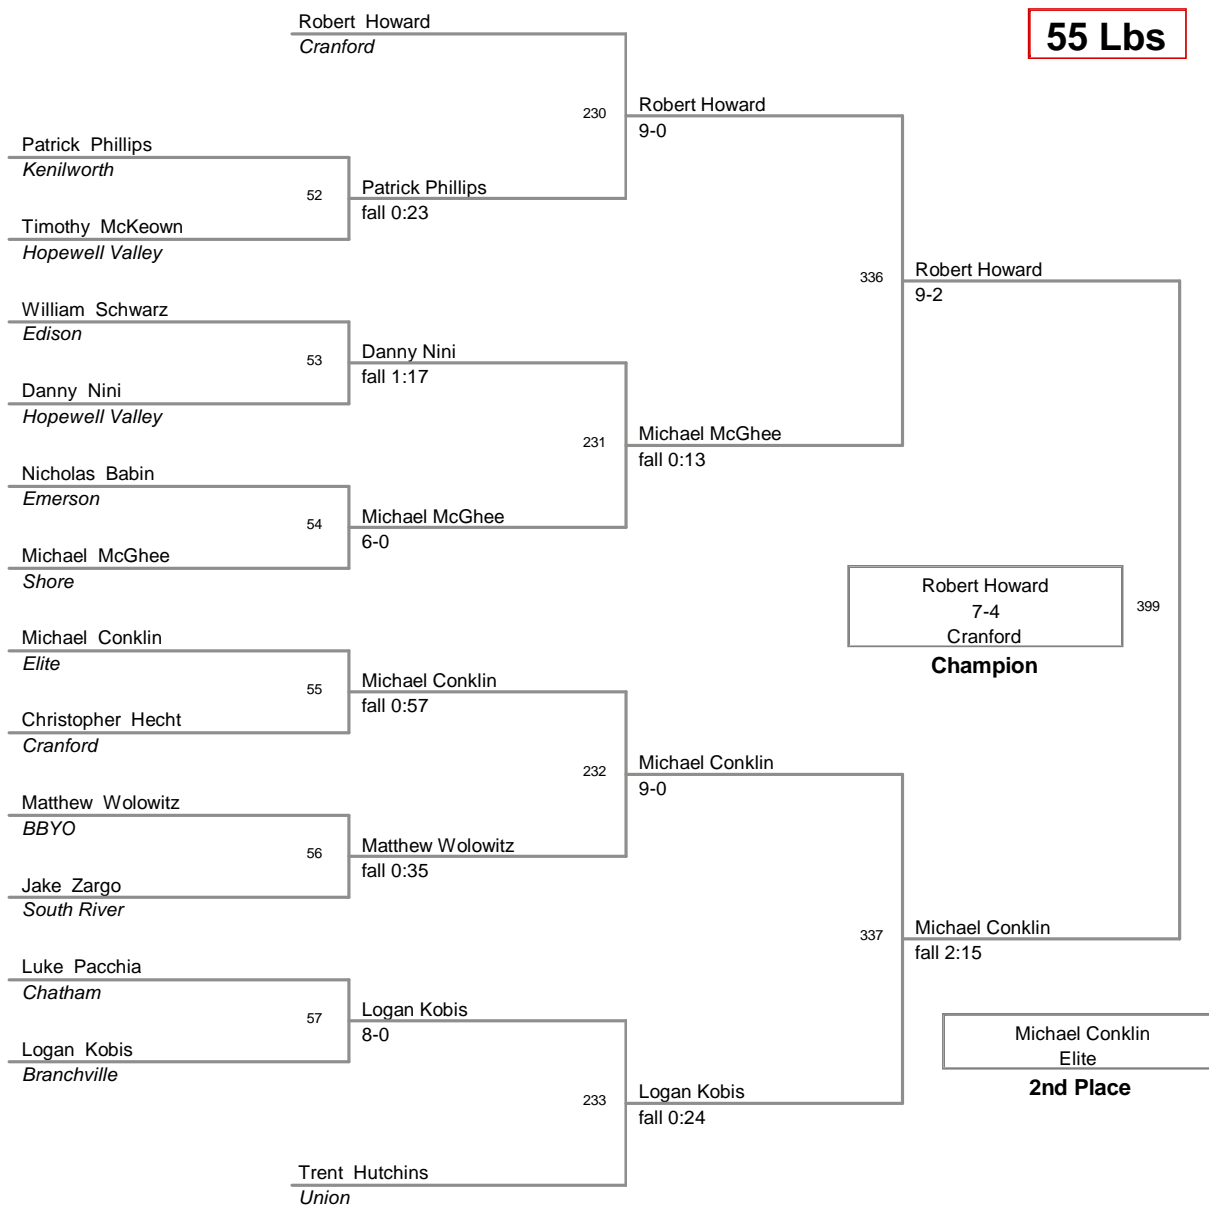 Robert Howard
Cranford
55 Lbs
230
Robert Howard
9-0
Patrick Phillips
Kenilworth
52
Patrick Phillips
fall 0:23
Timothy McKeown
Hopewell Valley
336
Robert Howard
9-2
William Schwarz
Edison
53
Danny Nini
fall 1:17
Danny Nini
Hopewell Valley
231
Michael McGhee
fall 0:13
Nicholas Babin
Emerson
54
Michael McGhee
6-0
Michael McGhee
Shore
Robert Howard
7-4
Cranford
399
Champion
Michael Conklin
Elite
55
Michael Conklin
fall 0:57
Christopher Hecht
Cranford
232
Michael Conklin
9-0
Matthew Wolowitz
BBYO
56
Matthew Wolowitz
fall 0:35
Jake Zargo
South River
337
Michael Conklin
fall 2:15
Luke Pacchia
Chatham
57
Logan Kobis
8-0
Logan Kobis
Branchville
Michael Conklin
Elite
2nd Place
233
Logan Kobis
fall 0:24
Trent Hutchins
Union